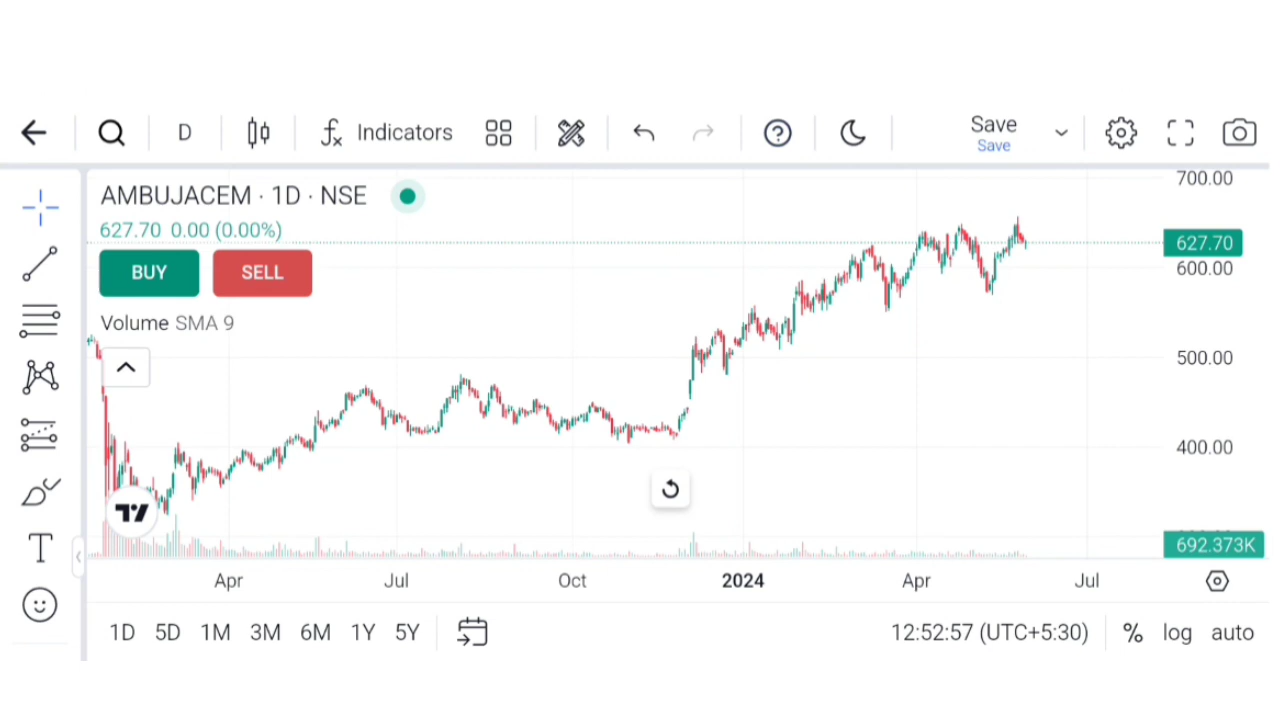 D Indicators Save
Save
AMBUJACEM · 1D · NSE
700.00
627.70 0.00 (0.00%)
627.70
BUY SELL
600.00
Volume SMA 9
500.00
400.00
692.373K
Apr Jul Oct 2024 Apr Jul
1D 5D 1M 3M 6M 1Y 5Y 12:52:57 (UTC+5:30) % log auto